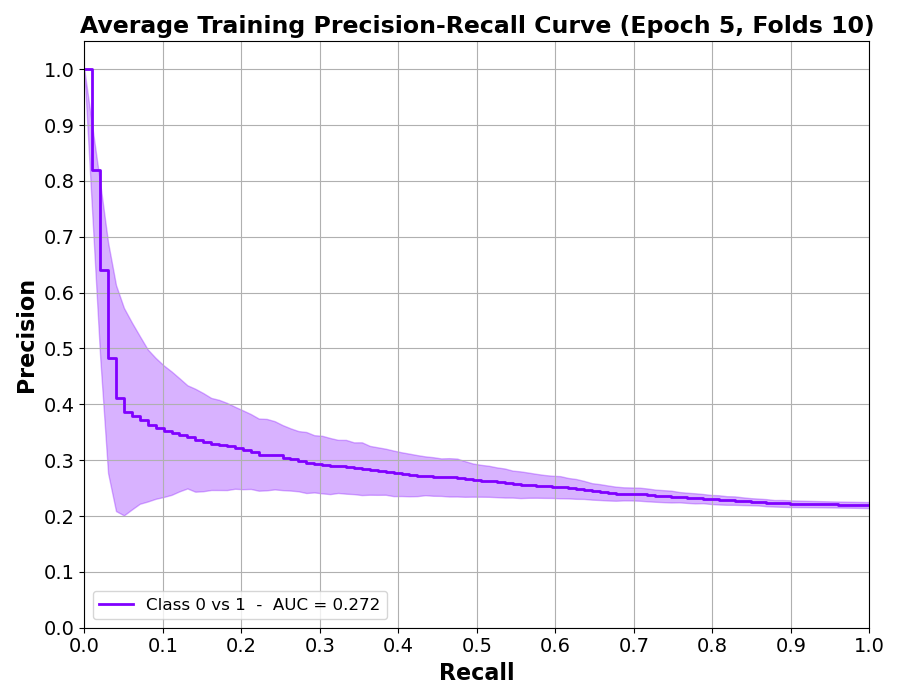 Average Training Precision-Recall Curve (Epoch 5, Folds 10)
Precision
1.0
0.9
0.8
0.7
0.6
0.5
0.4
0.3
0.2
0.1
0.0
Class 0 vs 1  -  AUC = 0.272
0.0 0.1 0.2 0.3 0.4 0.5 0.6 0.7 0.8 0.9 1.0
Recall